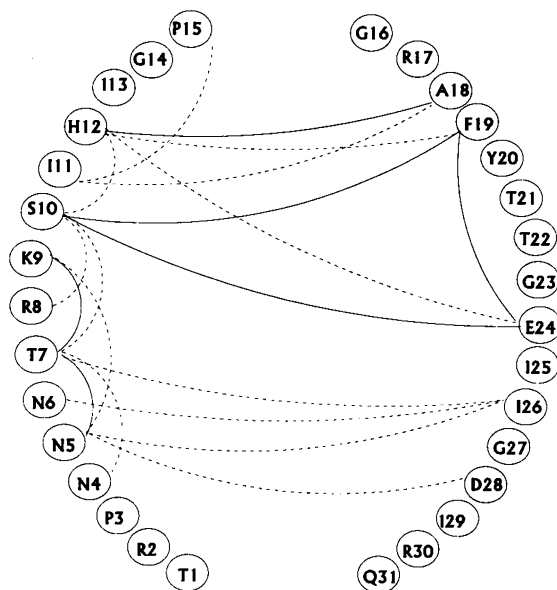 P15
G14
I13
H12
I11
S10
K9
R8
T7
N6
N5
N4
P3
R2
T1
G16
R17
A18
F19
Y20
T21
T22
G23
E24
I25
I26
G27
D28
I29
R30
Q31